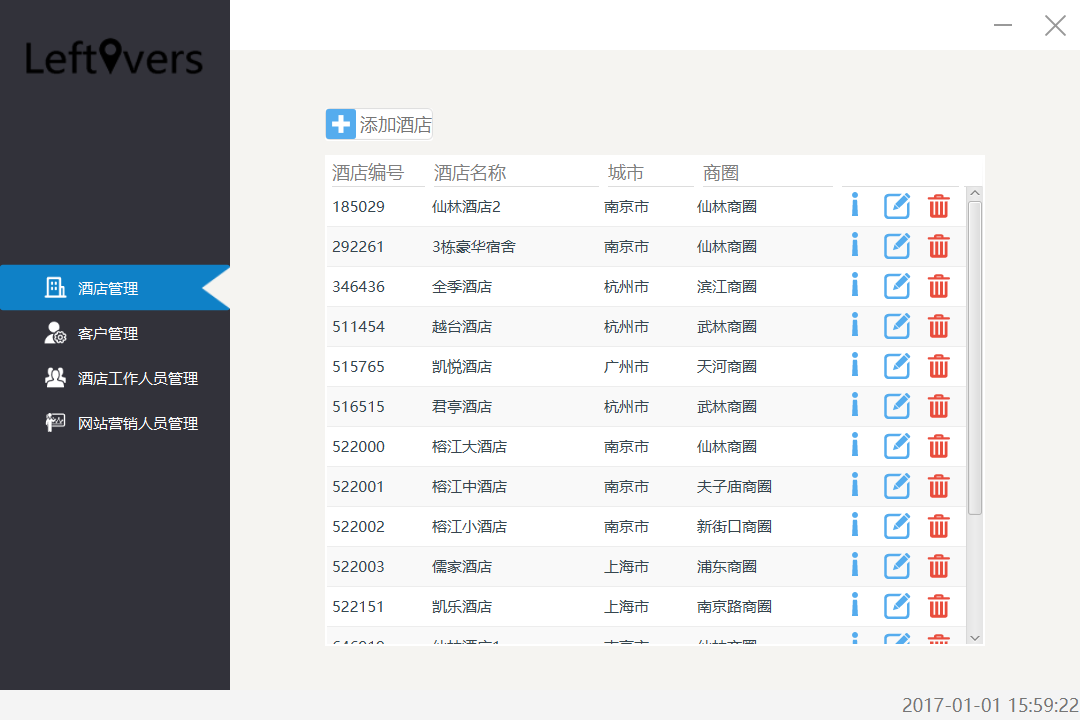 LeftOvers
酒店管理
客户管理
酒店工作人员管理
网站营销人员管理
添加酒店
酒店编号 酒店名称 城市 商圈
185029 仙林酒店2 南京市 仙林商圈
292261 3栋豪华宿舍 南京市 仙林商圈
346436 全季酒店 杭州市 滨江商圈
511454 越台酒店 杭州市 武林商圈
515765 凯悦酒店 广州市 天河商圈
516515 君亭酒店 杭州市 武林商圈
522000 榕江大酒店 南京市 仙林商圈
522001 榕江中酒店 南京市 夫子庙商圈
522002 榕江小酒店 南京市 新街口商圈
522003 儒家酒店 上海市 浦东商圈
522151 凯乐酒店 上海市 南京路商圈
2017-01-01 15:59:22